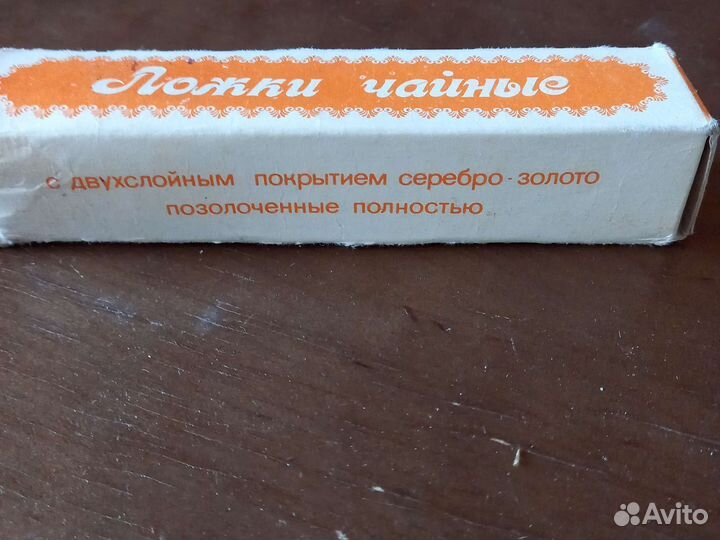 Ложки чайные
с двухслойным покрытием серебро-золото
позолоченные полностью
Avito